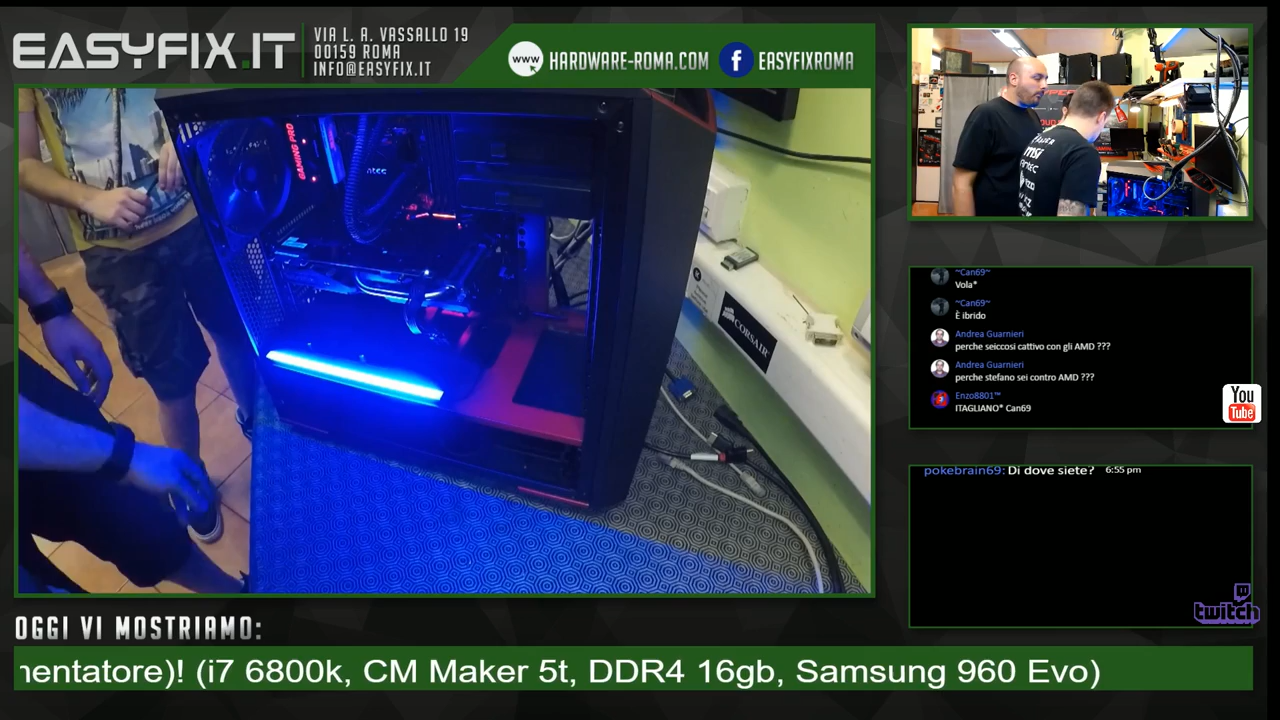 EASYFIX.IT
VIA L. A. VASSALLO 19
00159 ROMA
INFO@EASYFIX.IT
www
HARDWARE-ROMA.COM
f
EASYFIXROMA
GAMING PRO
CORSAIR
msi
~Can69~
Vola*
~Can69~
È ibrido
Andrea Guarnieri
perche seiccosi cattivo con gli AMD ???
Andrea Guarnieri
perche stefano sei contro AMD ???
Enzo8801™
ITAGLIANO* Can69
You
Tube
pokebrain69: Di dove siete? 6:55 pm
twitch
OGGI VI MOSTRIAMO:
mentatore)! (i7 6800k, CM Maker 5t, DDR4 16gb, Samsung 960 Evo)